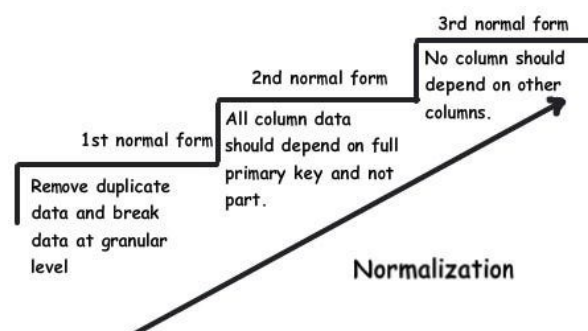 1st normal form
Remove duplicate
data and break
data at granular
level
2nd normal form
All column data
should depend on full
primary key and not
part.
3rd normal form
No column should
depend on other
columns.
Normalization